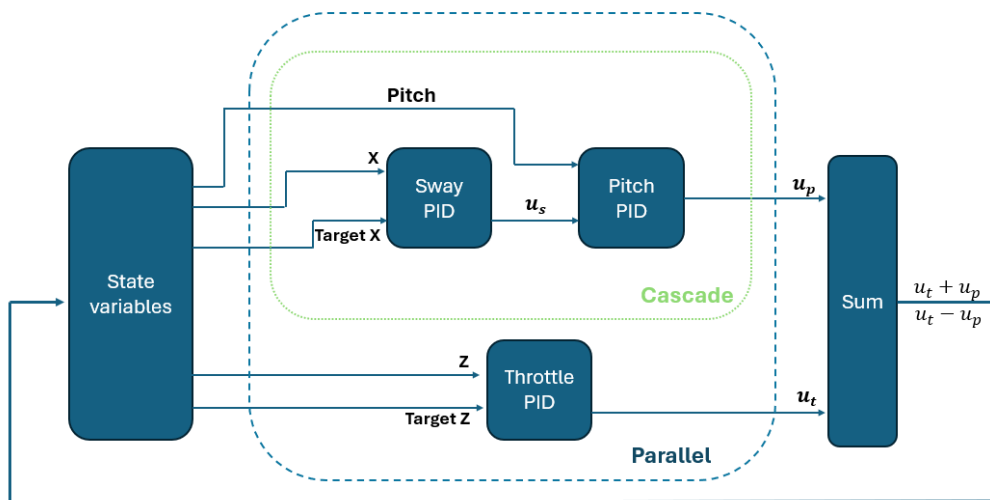 Pitch
X
Sway
PID
Target X
u_s
Pitch
PID
u_p
State
variables
Cascade
Sum
u_t + u_p
u_t − u_p
Z
Throttle
PID
Target Z
u_t
Parallel